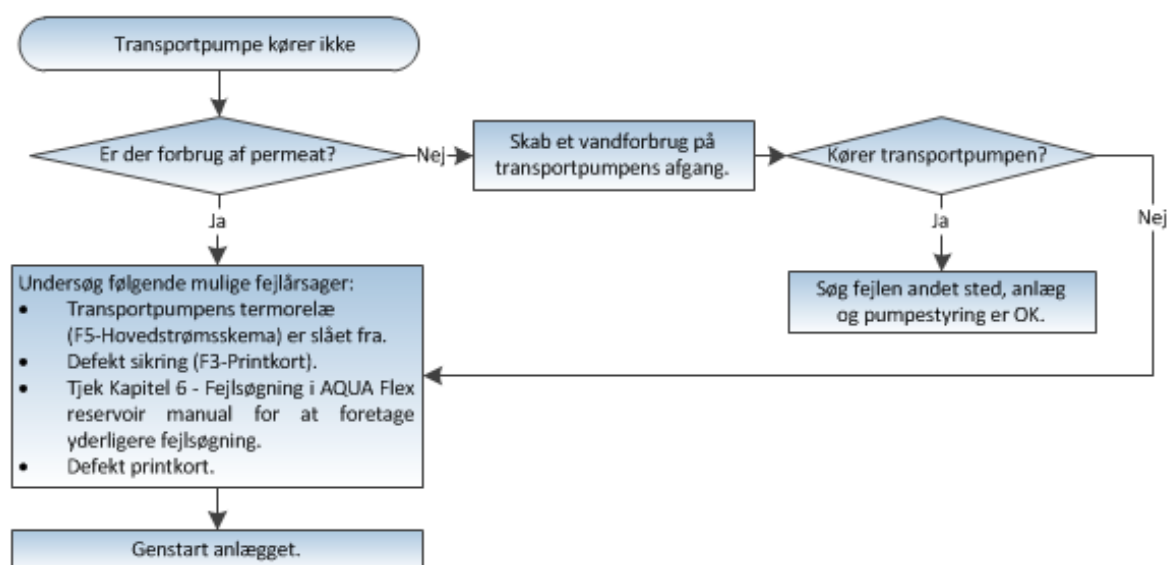 Transportpumpe kører ikke
Er der forbrug af permeat?
Nej
Skab et vandforbrug på
transportpumpens afgang.
Kører transportpumpen?
Nej
Ja
Ja
Søg fejlen andet sted, anlæg
og pumpestyring er OK.
Undersøg følgende mulige fejlårsager:
• Transportpumpens termorelæ
(F5-Hovedstrømsskema) er slået fra.
• Defekt sikring (F3-Printkort).
• Tjek Kapitel 6 - Fejlsøgning i AQUA Flex
reservoir manual for at foretage
yderligere fejlsøgning.
• Defekt printkort.
Genstart anlægget.